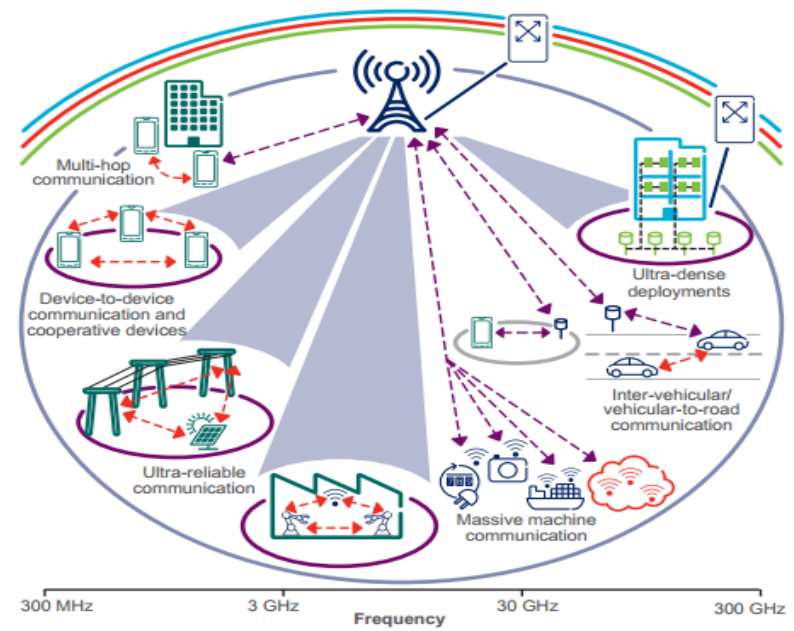 Multi-hop
communication
Device-to-device
communication and
cooperative devices
Ultra-dense
deployments
Inter-vehicular/
vehicular-to-road
communication
Ultra-reliable
communication
Massive machine
communication
300 MHz
3 GHz
30 GHz
300 GHz
Frequency